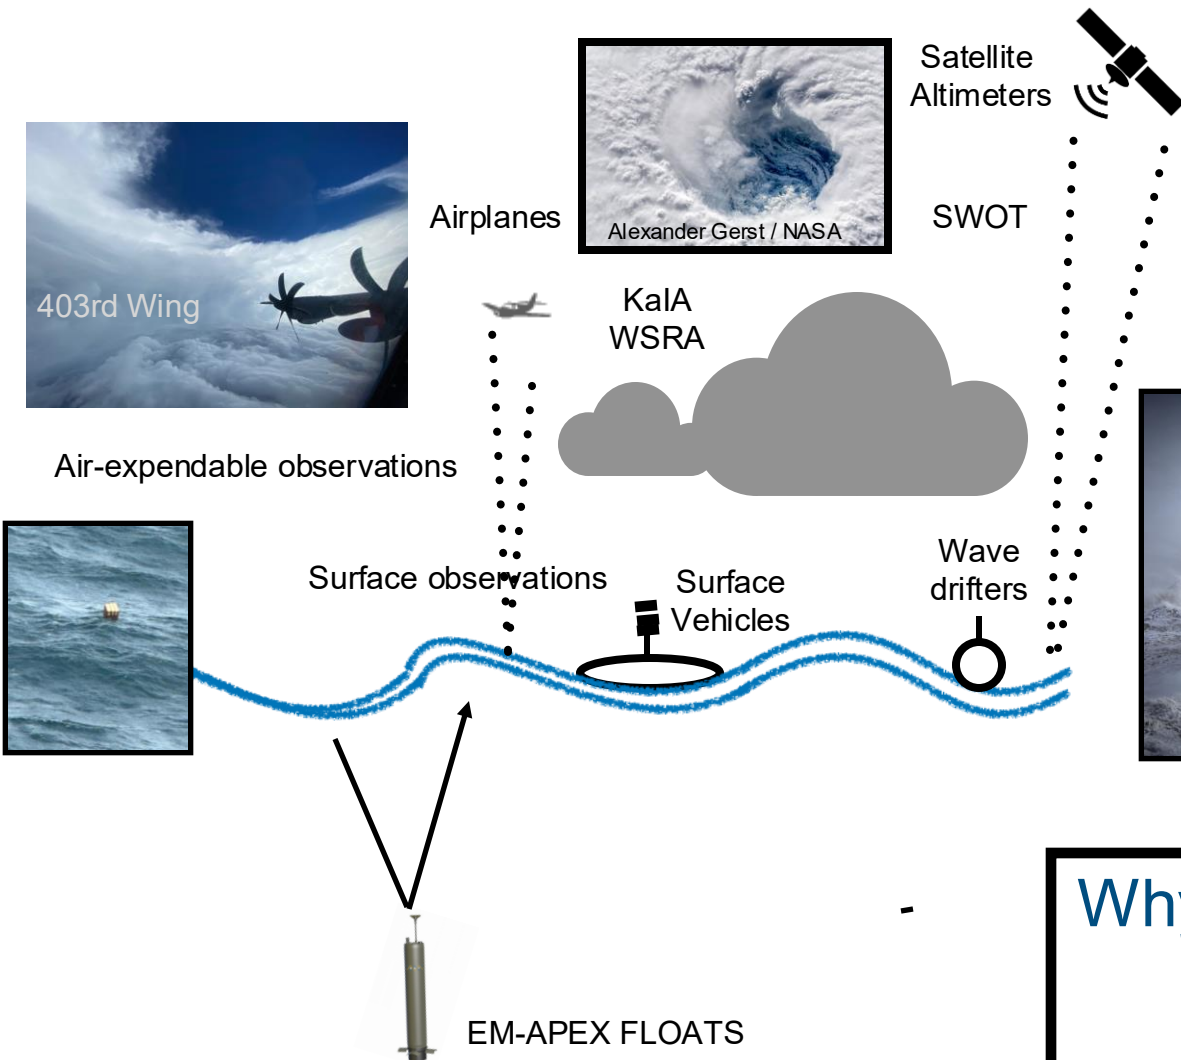 Satellite
Altimeters
Airplanes
Alexander Gerst / NASA
SWOT
403rd Wing
KaIA
WSRA
Air-expendable observations
Surface observations
Surface
Vehicles
Wave
drifters
Why
EM-APEX FLOATS